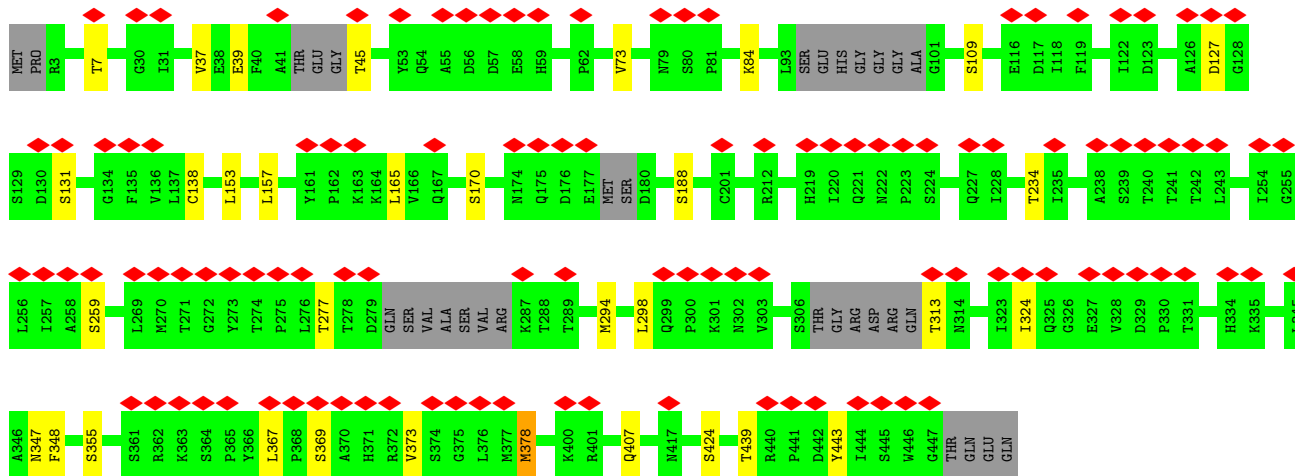 MET PRO R3 T7 G30 I31 V37 E38 E39 F40 A41 THR GLU GLY T45 Y53 Q54 A55 D56 D57 E58 H59 P62 V73 N79 S80 P81 K84 L93 SER GLU HIS GLY GLY GLY ALA G101 S109 E116 D117 I118 F119 I122 D123 A126 D127 G128
S129 D130 S131 G134 F135 V136 L137 C138 L153 L157 Y161 P162 K163 K164 L165 V166 Q167 S170 N174 Q175 D176 E177 MET SER D180 S188 C201 R212 H219 I220 Q221 N222 P223 S224 Q227 I228 T234 I235 A238 S239 T240 T241 T242 L243 I254 G255
L256 I257 A258 S259 L269 M270 T271 G272 Y273 T274 P275 L276 T277 T278 D279 GLN SER VAL ALA SER VAL ARG K287 T288 T289 M294 L298 Q299 P300 K301 N302 V303 S306 THR GLY ARG ASP ARG GLN T313 N314 I323 I324 Q325 G326 E327 V328 D329 P330 T331 H334 K335
A346 N347 F348 S355 S361 R362 K363 S364 P365 Y366 L367 P368 S369 A370 H371 R372 V373 S374 G375 L376 M377 M378 K400 R401 Q407 N417 S424 T439 R440 P441 D442 Y443 I444 S445 W446 G447 THR GLN GLU GLN